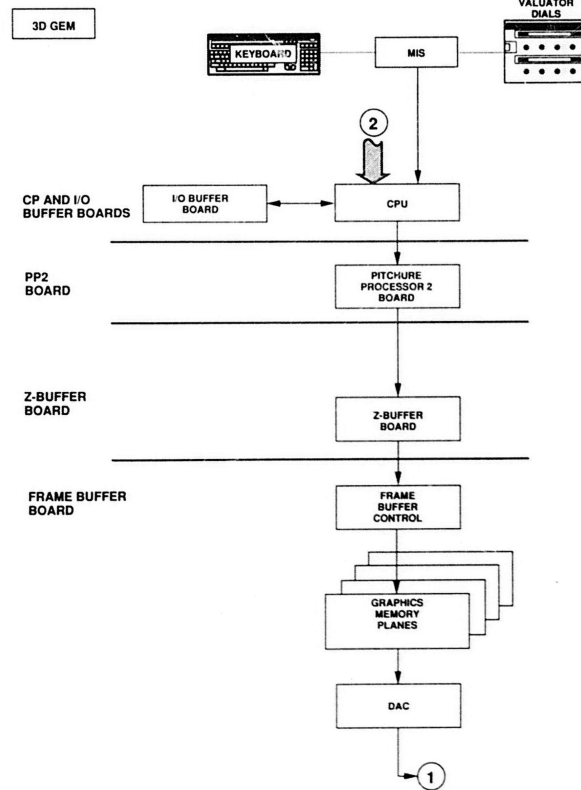 VALUATOR
DIALS
3D GEM
KEYBOARD
MIS
2
CP AND I/O
BUFFER BOARDS
I/O BUFFER
BOARD
CPU
PP2
BOARD
PITCHURE
PROCESSOR 2
BOARD
Z-BUFFER
BOARD
Z-BUFFER
BOARD
FRAME BUFFER
BOARD
FRAME
BUFFER
CONTROL
GRAPHICS
MEMORY
PLANES
DAC
1